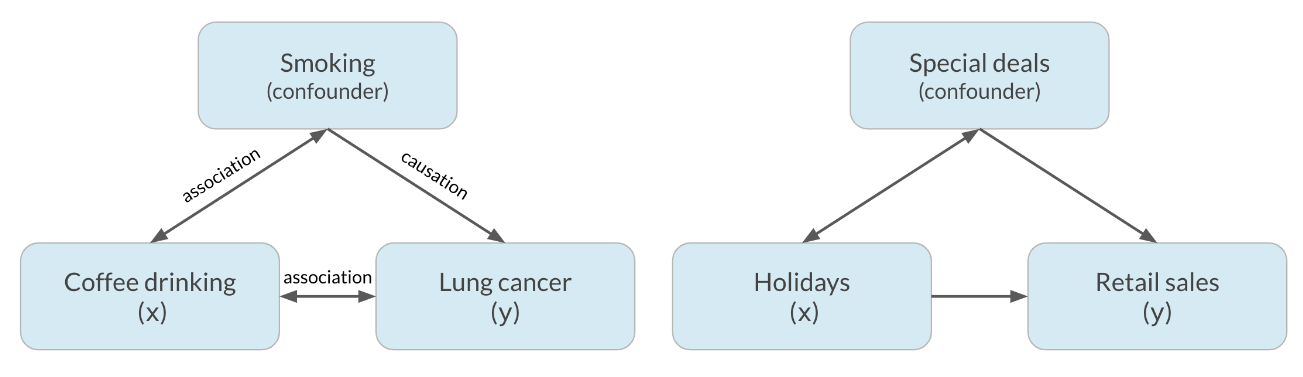 Smoking
(confounder)
association
causation
Coffee drinking
(x)
association
Lung cancer
(y)
Special deals
(confounder)
Holidays
(x)
Retail sales
(y)